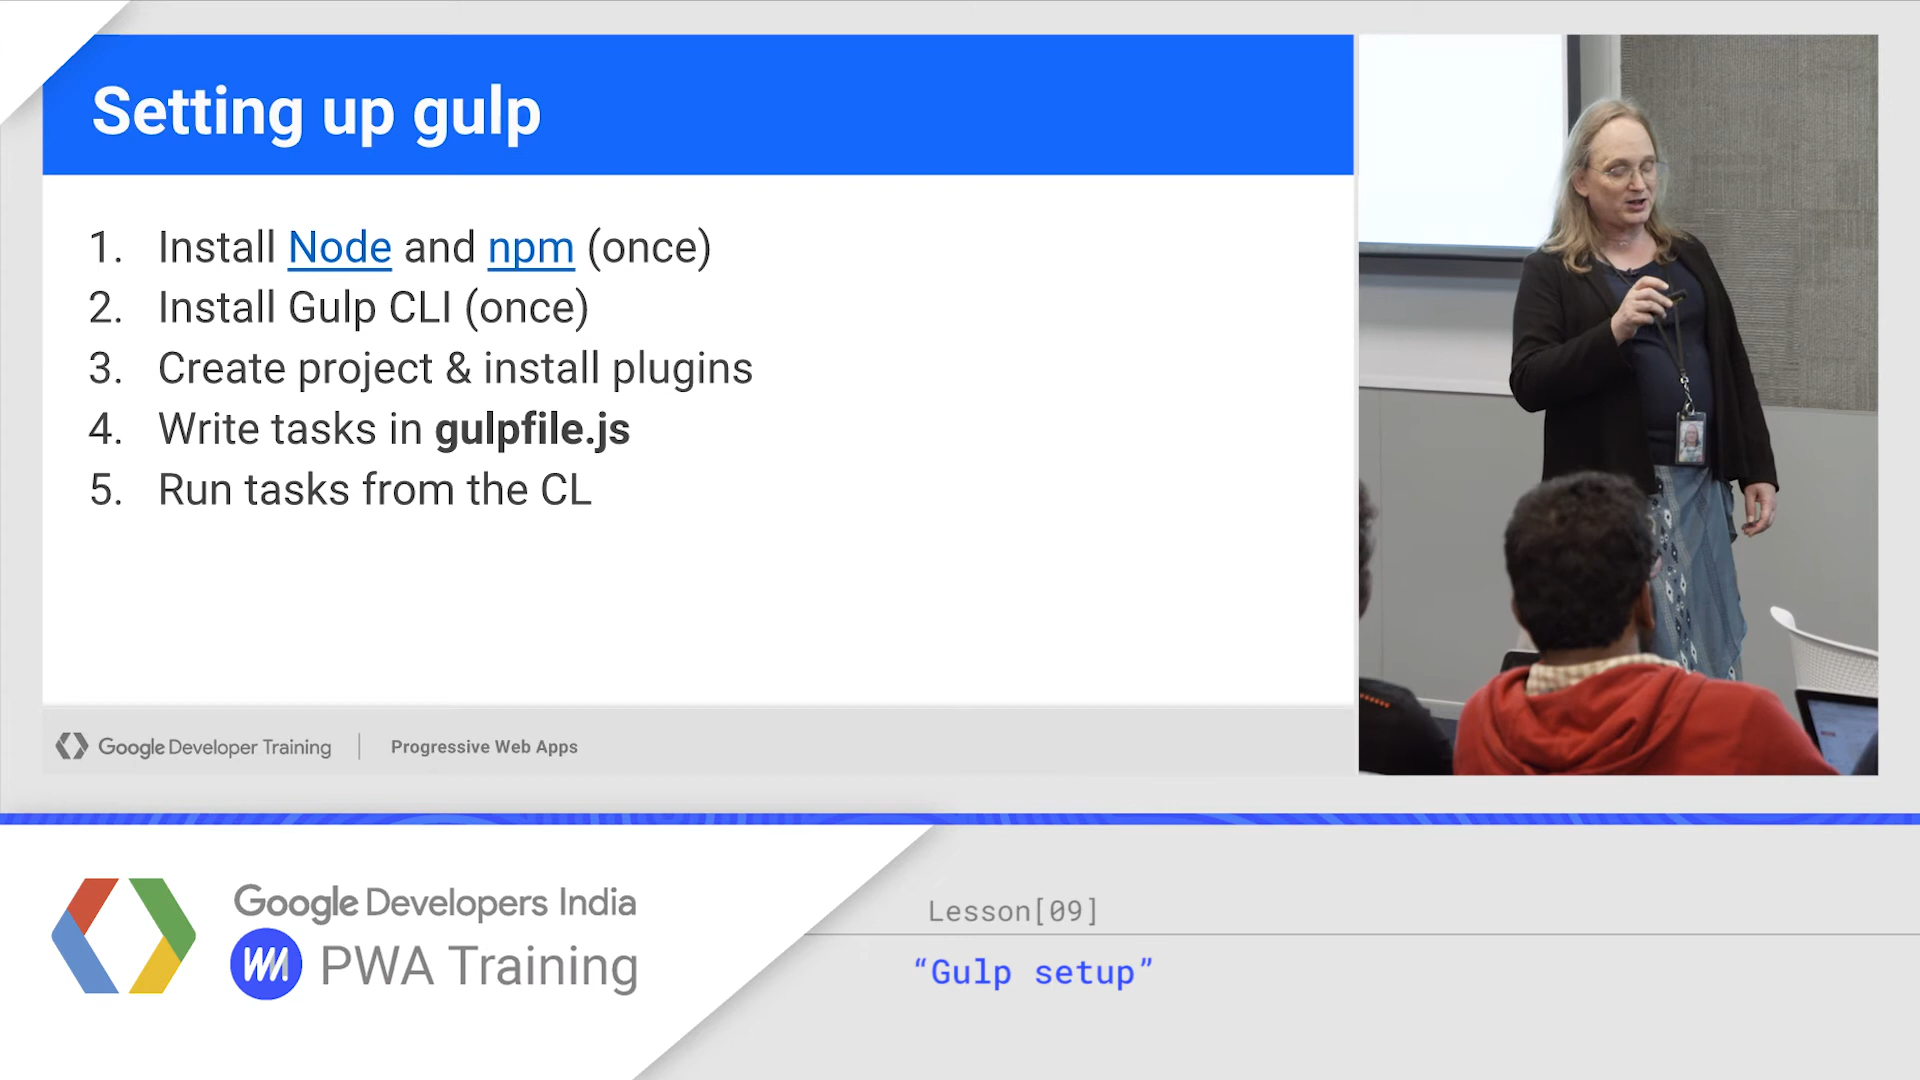 Setting up gulp
1. Install Node and npm (once)
2. Install Gulp CLI (once)
3. Create project & install plugins
4. Write tasks in gulpfile.js
5. Run tasks from the CL
Google Developer Training | Progressive Web Apps
Google Developers India
PWA Training
Lesson[09]
“Gulp setup”